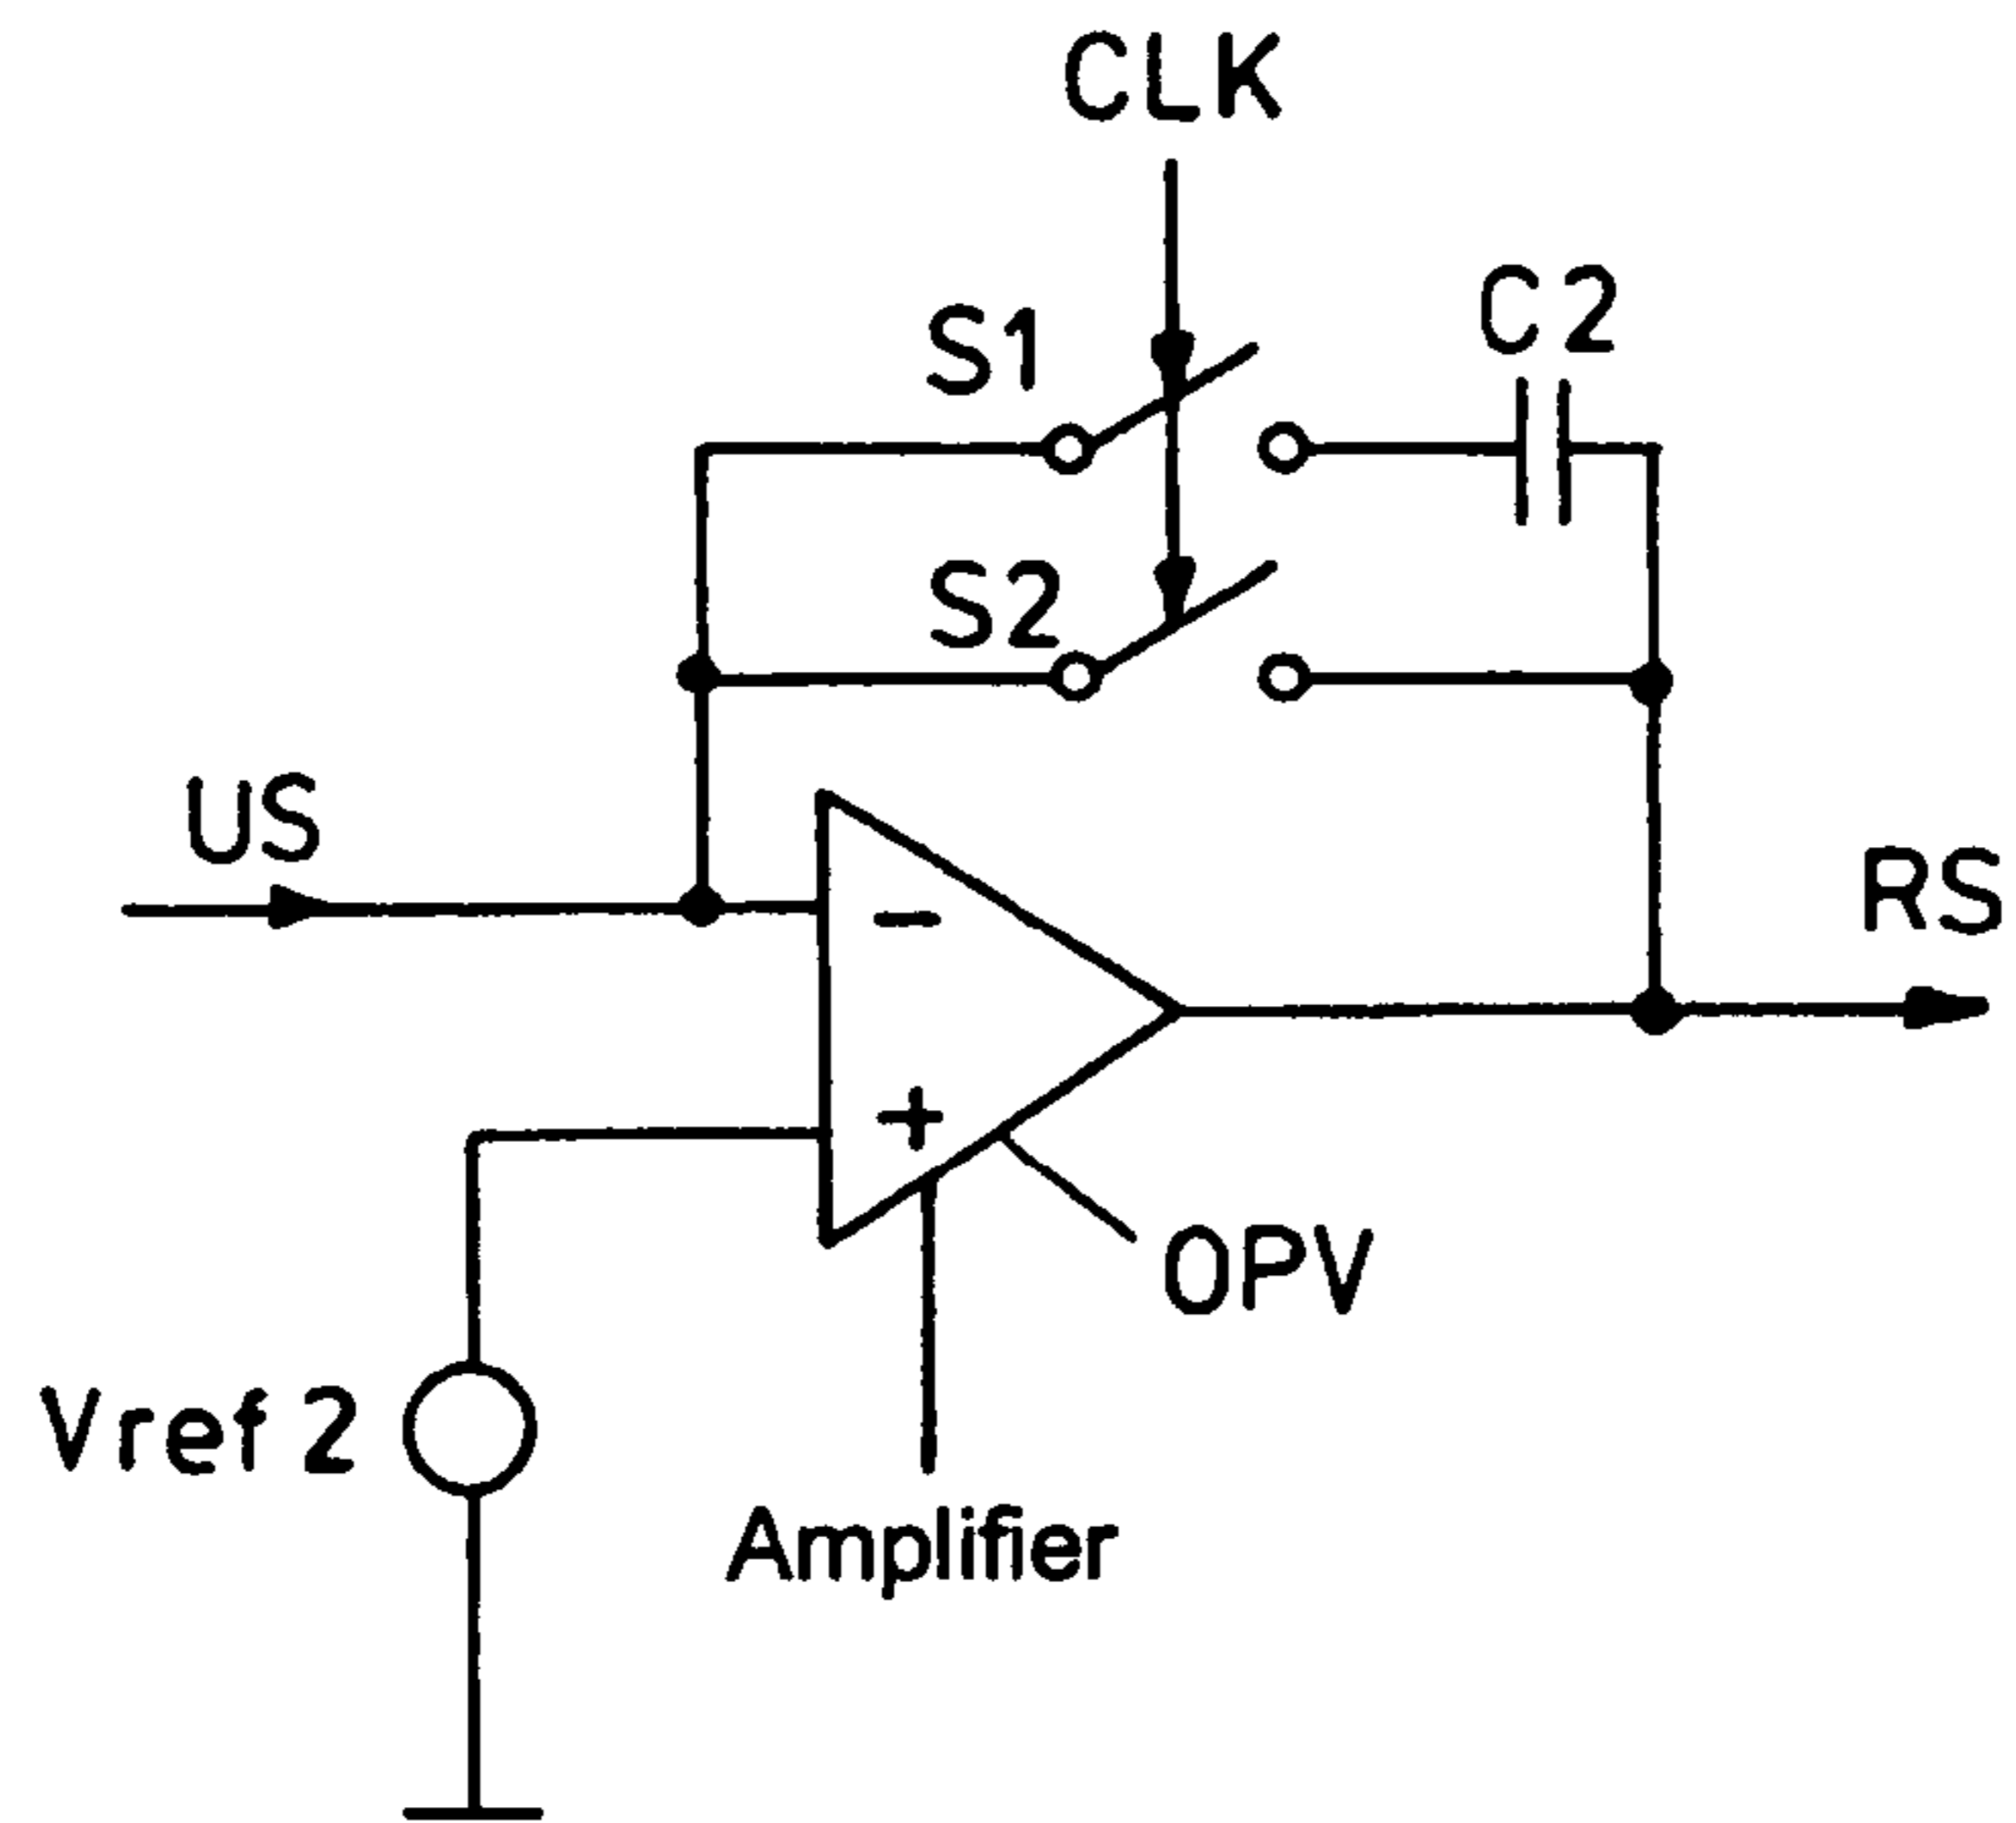 CLK
C2
S1
S2
US
RS
-
+
OPV
Vref 2
Amplifier